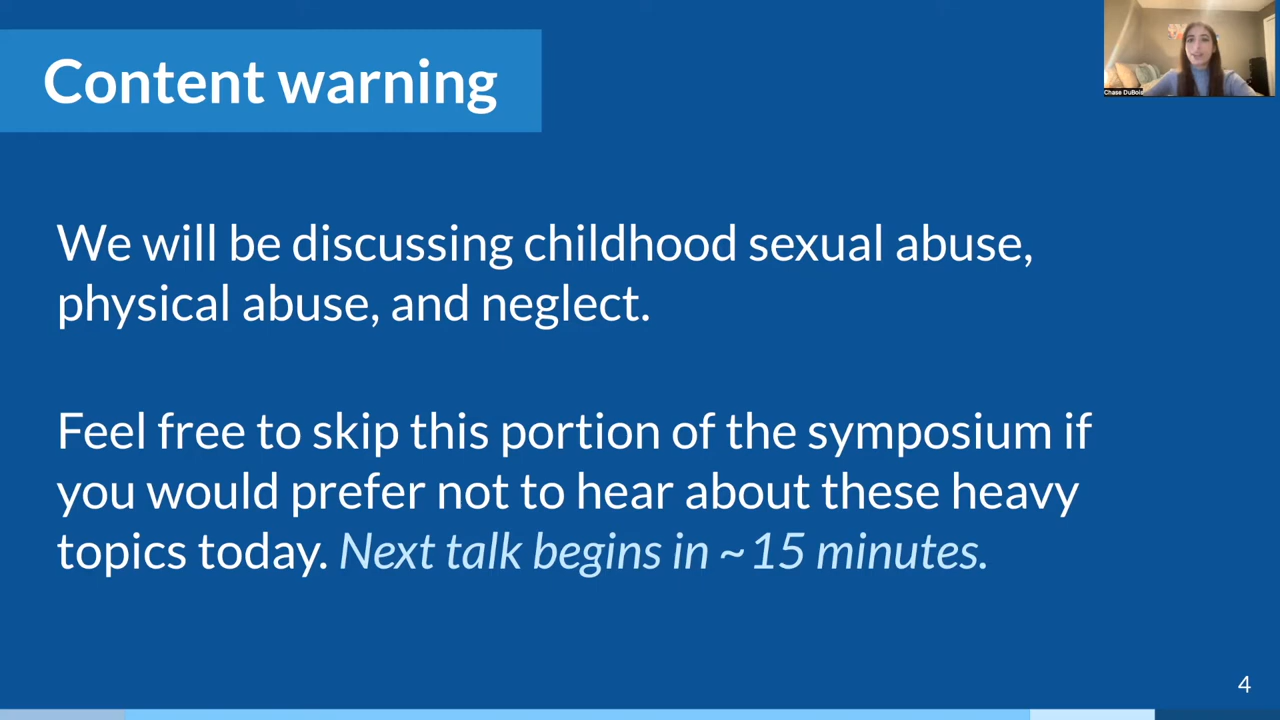 Content warning
Chase DuBois
We will be discussing childhood sexual abuse,
physical abuse, and neglect.
Feel free to skip this portion of the symposium if
you would prefer not to hear about these heavy
topics today. Next talk begins in ~15 minutes.
4